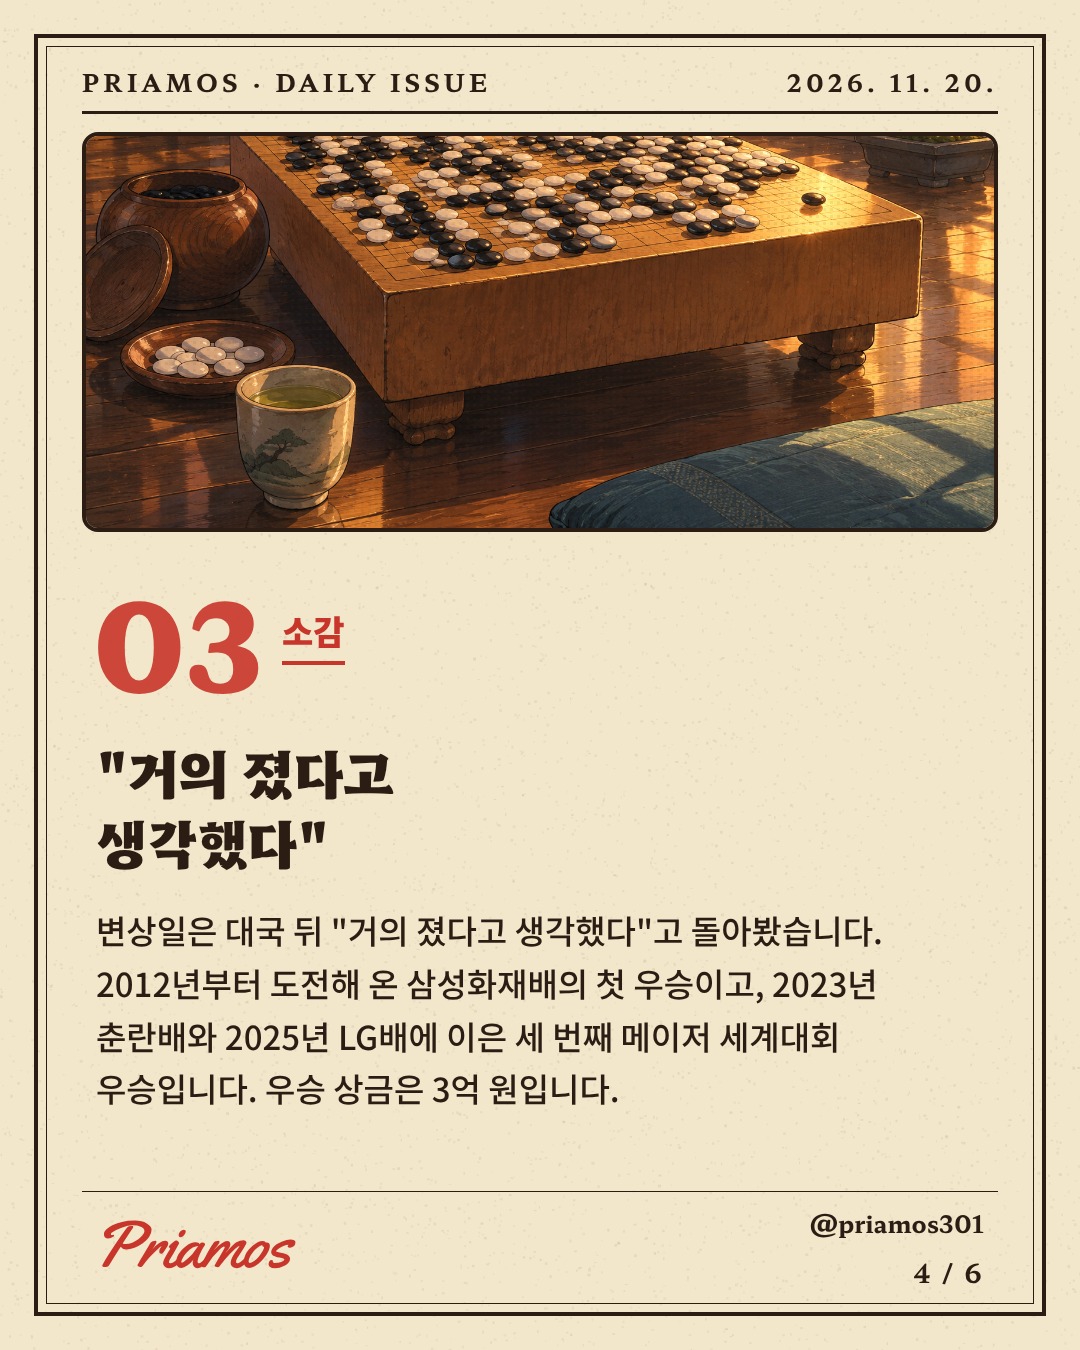 PRIAMOS · DAILY ISSUE
2026. 11. 20.
03
소감
"거의 졌다고
생각했다"
변상일은 대국 뒤 "거의 졌다고 생각했다"고 돌아봤습니다.
2012년부터 도전해 온 삼성화재배의 첫 우승이고, 2023년
춘란배와 2025년 LG배에 이은 세 번째 메이저 세계대회
우승입니다. 우승 상금은 3억 원입니다.
Priamos
@priamos301
4 / 6